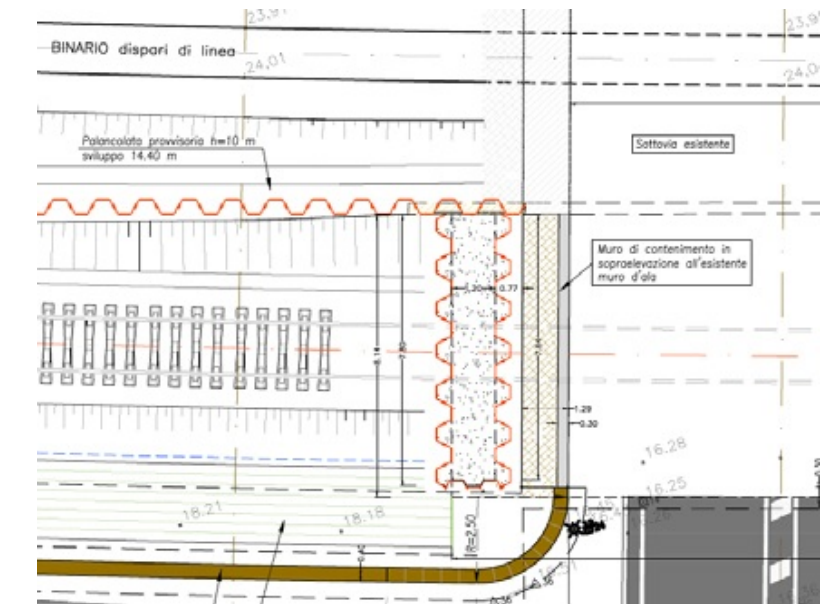 23,9
23,9
BINARIO dispari di linea
24,01
24,0
Palancolato provvisorio h=10 m
sviluppo 14,40 m
Sottovia esistente
Muro di contenimento in
sopraelevazione all'esistente
muro d'ala
0.77
1.29
0.30
16.28
16.25
18.21
18.18
R=2,50